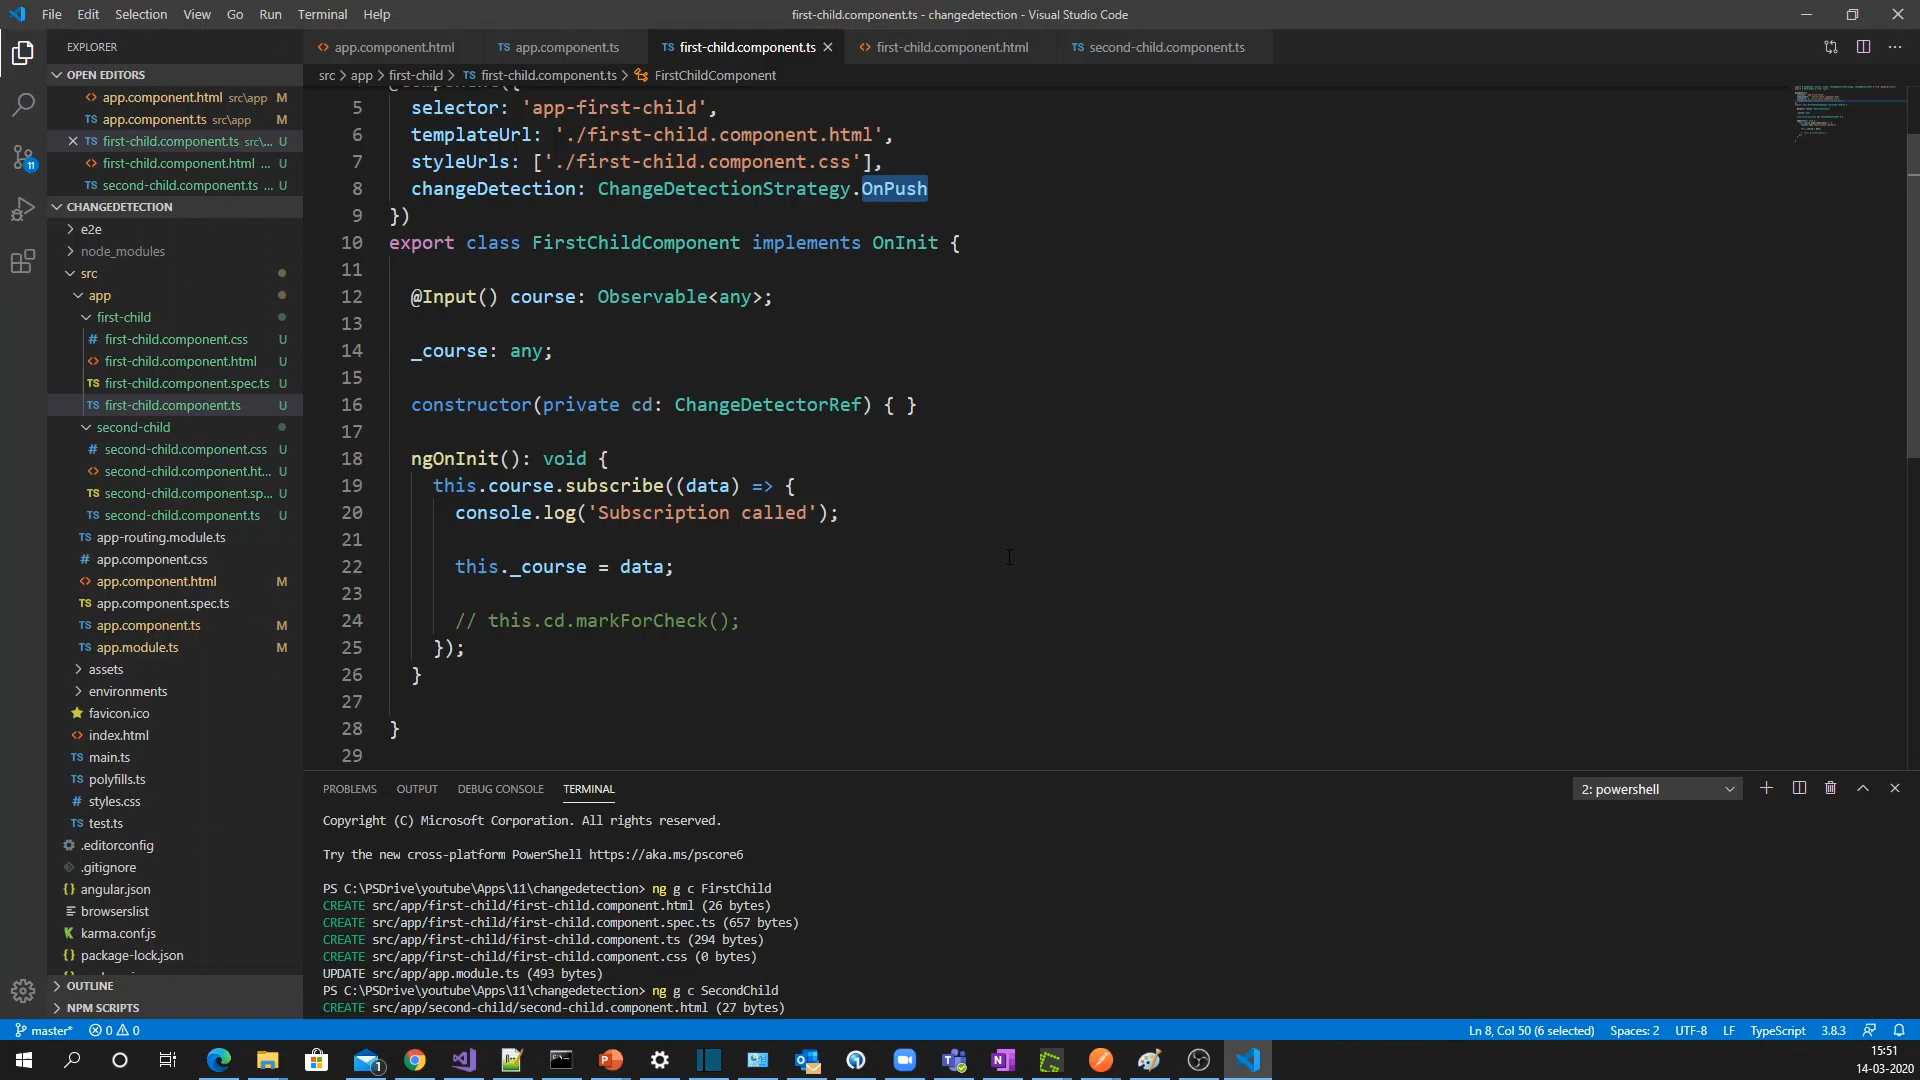 File Edit Selection View Go Run Terminal Help
first-child.component.ts - changedetection - Visual Studio Code
EXPLORER
OPEN EDITORS
app.component.html src\app M
app.component.ts src\app M
first-child.component.ts src\... U
first-child.component.html ... U
second-child.component.ts ... U
CHANGEDETECTION
e2e
node_modules
src
app
first-child
first-child.component.css U
first-child.component.html U
first-child.component.spec.ts U
first-child.component.ts U
second-child
second-child.component.css U
second-child.component.ht... U
second-child.component.sp... U
second-child.component.ts U
app-routing.module.ts
app.component.css
app.component.html M
app.component.spec.ts
app.component.ts M
app.module.ts M
assets
environments
favicon.ico
index.html
main.ts
polyfills.ts
styles.css
test.ts
.editorconfig
.gitignore
angular.json
browserslist
karma.conf.js
package-lock.json
OUTLINE
NPM SCRIPTS
app.component.html
app.component.ts
first-child.component.ts
first-child.component.html
second-child.component.ts
src > app > first-child > TS first-child.component.ts > FirstChildComponent
5 selector: 'app-first-child',
6 templateUrl: './first-child.component.html',
7 styleUrls: ['./first-child.component.css'],
8 changeDetection: ChangeDetectionStrategy.OnPush
9 })
10 export class FirstChildComponent implements OnInit {
11
12 @Input() course: Observable<any>;
13
14 _course: any;
15
16 constructor(private cd: ChangeDetectorRef) { }
17
18 ngOnInit(): void {
19 this.course.subscribe((data) => {
20 console.log('Subscription called');
21
22 this._course = data;
23
24 // this.cd.markForCheck();
25 });
26 }
27
28 }
29
PROBLEMS OUTPUT DEBUG CONSOLE TERMINAL
2: powershell
Copyright (C) Microsoft Corporation. All rights reserved.
Try the new cross-platform PowerShell https://aka.ms/pscore6
PS C:\PSDrive\youtube\Apps\11\changedetection> ng g c FirstChild
CREATE src/app/first-child/first-child.component.html (26 bytes)
CREATE src/app/first-child/first-child.component.spec.ts (657 bytes)
CREATE src/app/first-child/first-child.component.ts (294 bytes)
CREATE src/app/first-child/first-child.component.css (0 bytes)
UPDATE src/app/app.module.ts (493 bytes)
PS C:\PSDrive\youtube\Apps\11\changedetection> ng g c SecondChild
CREATE src/app/second-child/second-child.component.html (27 bytes)
master* 0 0
Ln 8, Col 50 (6 selected) Spaces: 2 UTF-8 LF TypeScript 3.8.3
15:51
14-03-2020